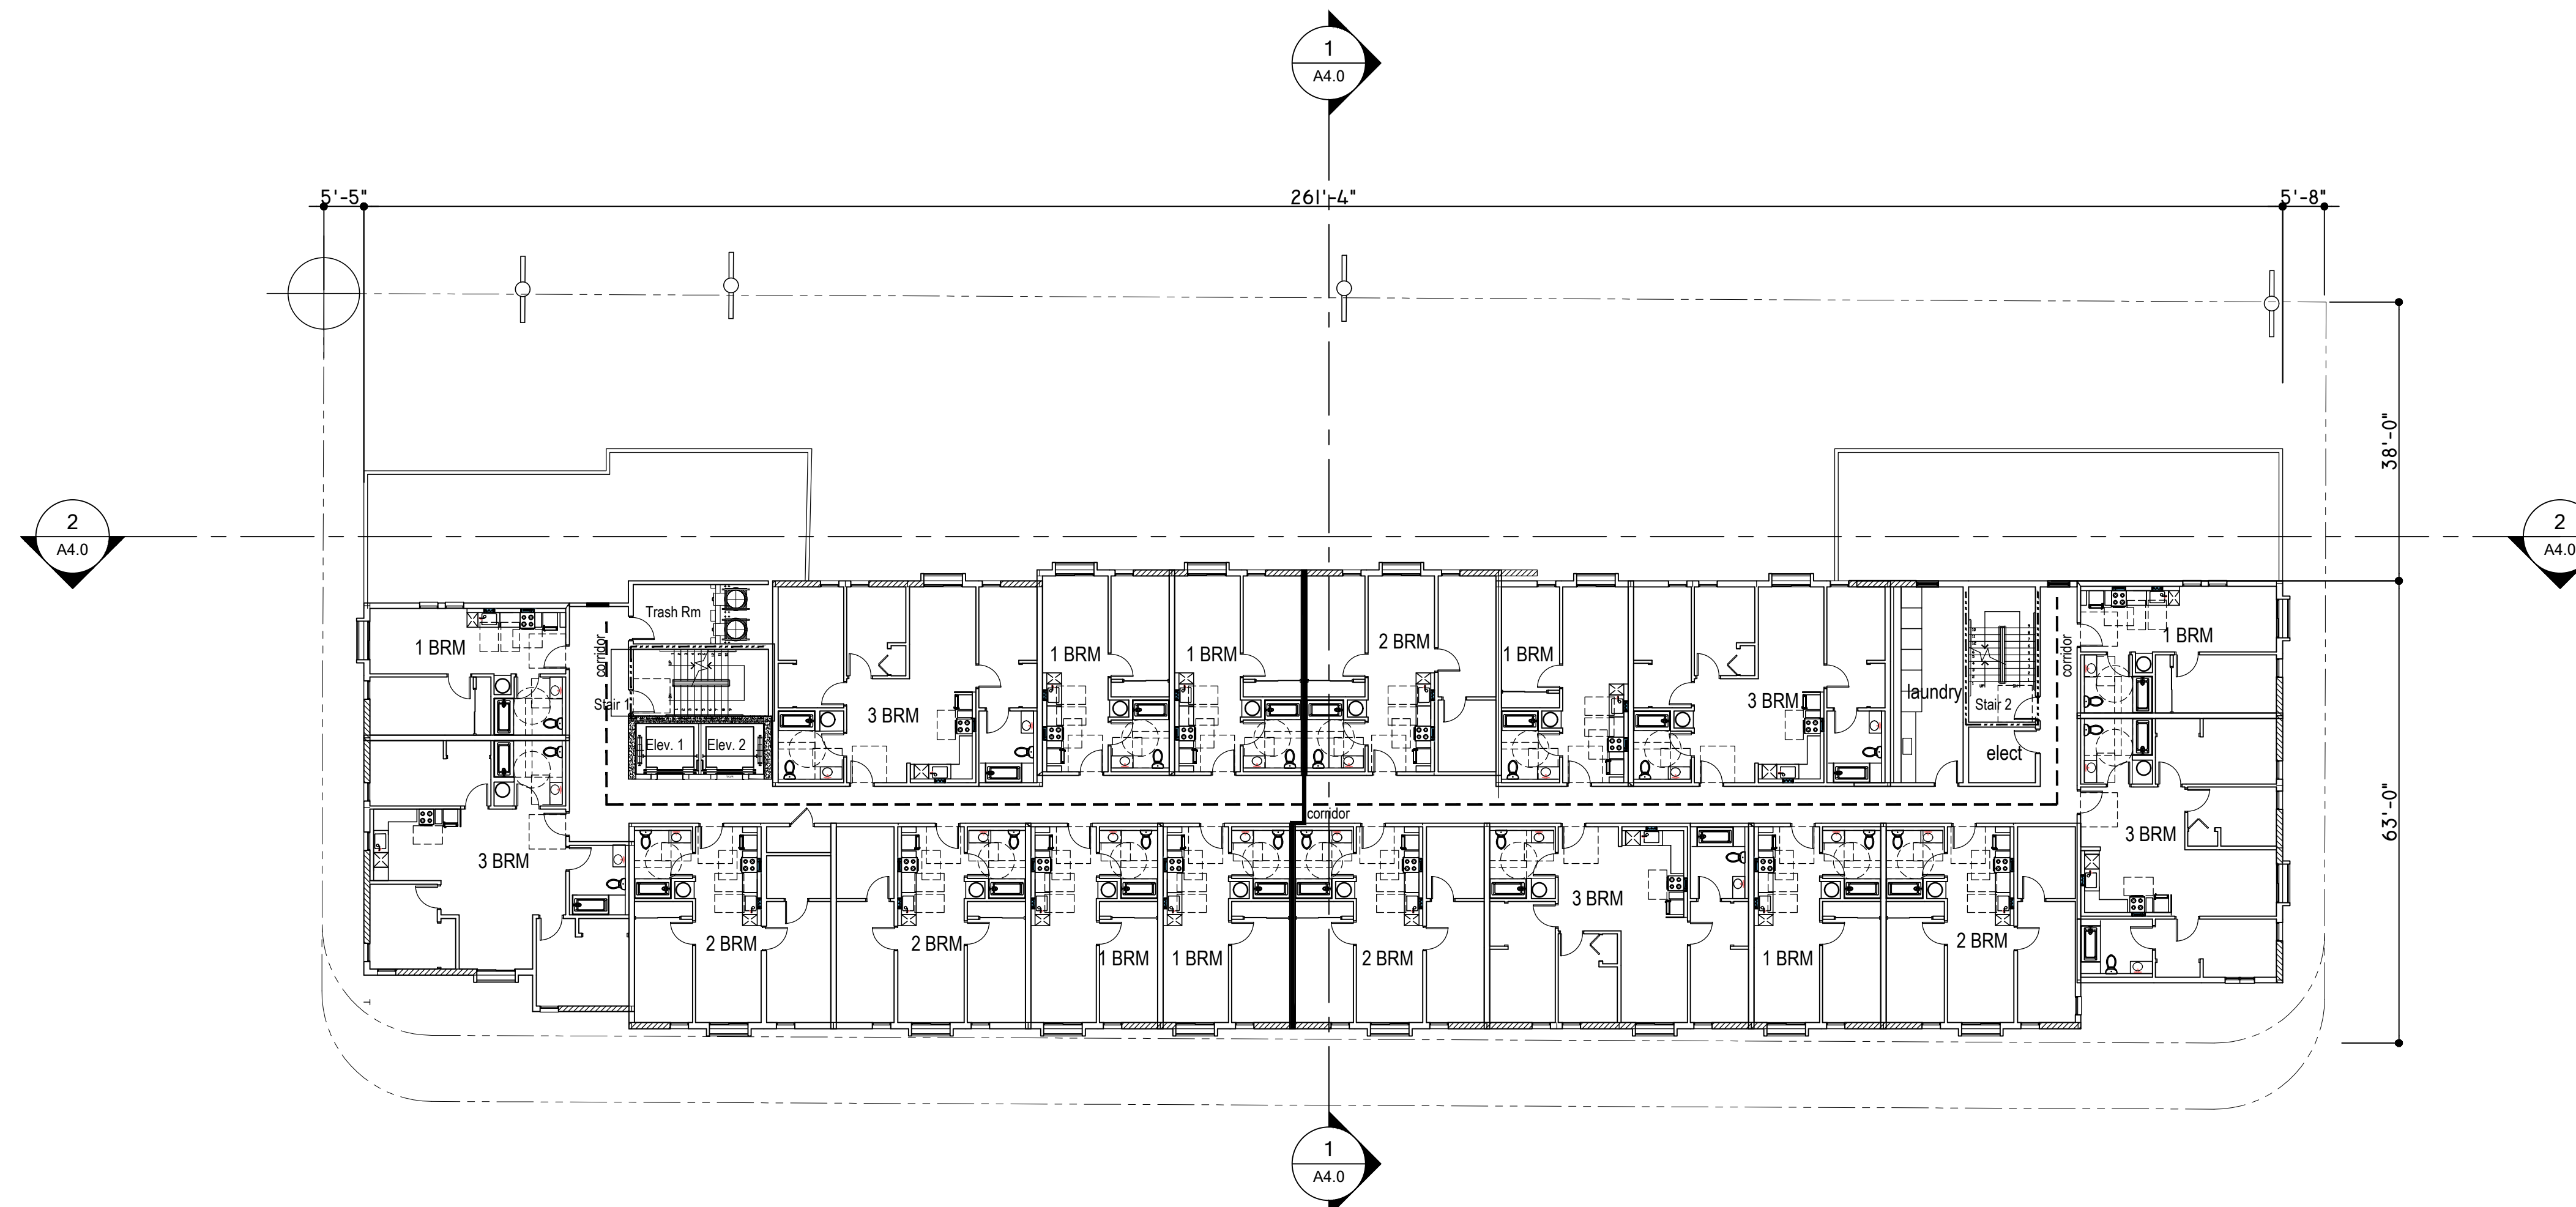 1
A4.0
5'-5"
261'-4"
5'-8"
38'-0"
2
A4.0
2
A4.0
Trash Rm
corridor
1 BRM
Stair 1
Elev. 1
Elev. 2
3 BRM
1 BRM
1 BRM
2 BRM
1 BRM
3 BRM
laundry
Stair 2
elect
corridor
1 BRM
corridor
63'-0"
3 BRM
2 BRM
2 BRM
1 BRM
1 BRM
2 BRM
3 BRM
1 BRM
2 BRM
3 BRM
1
A4.0